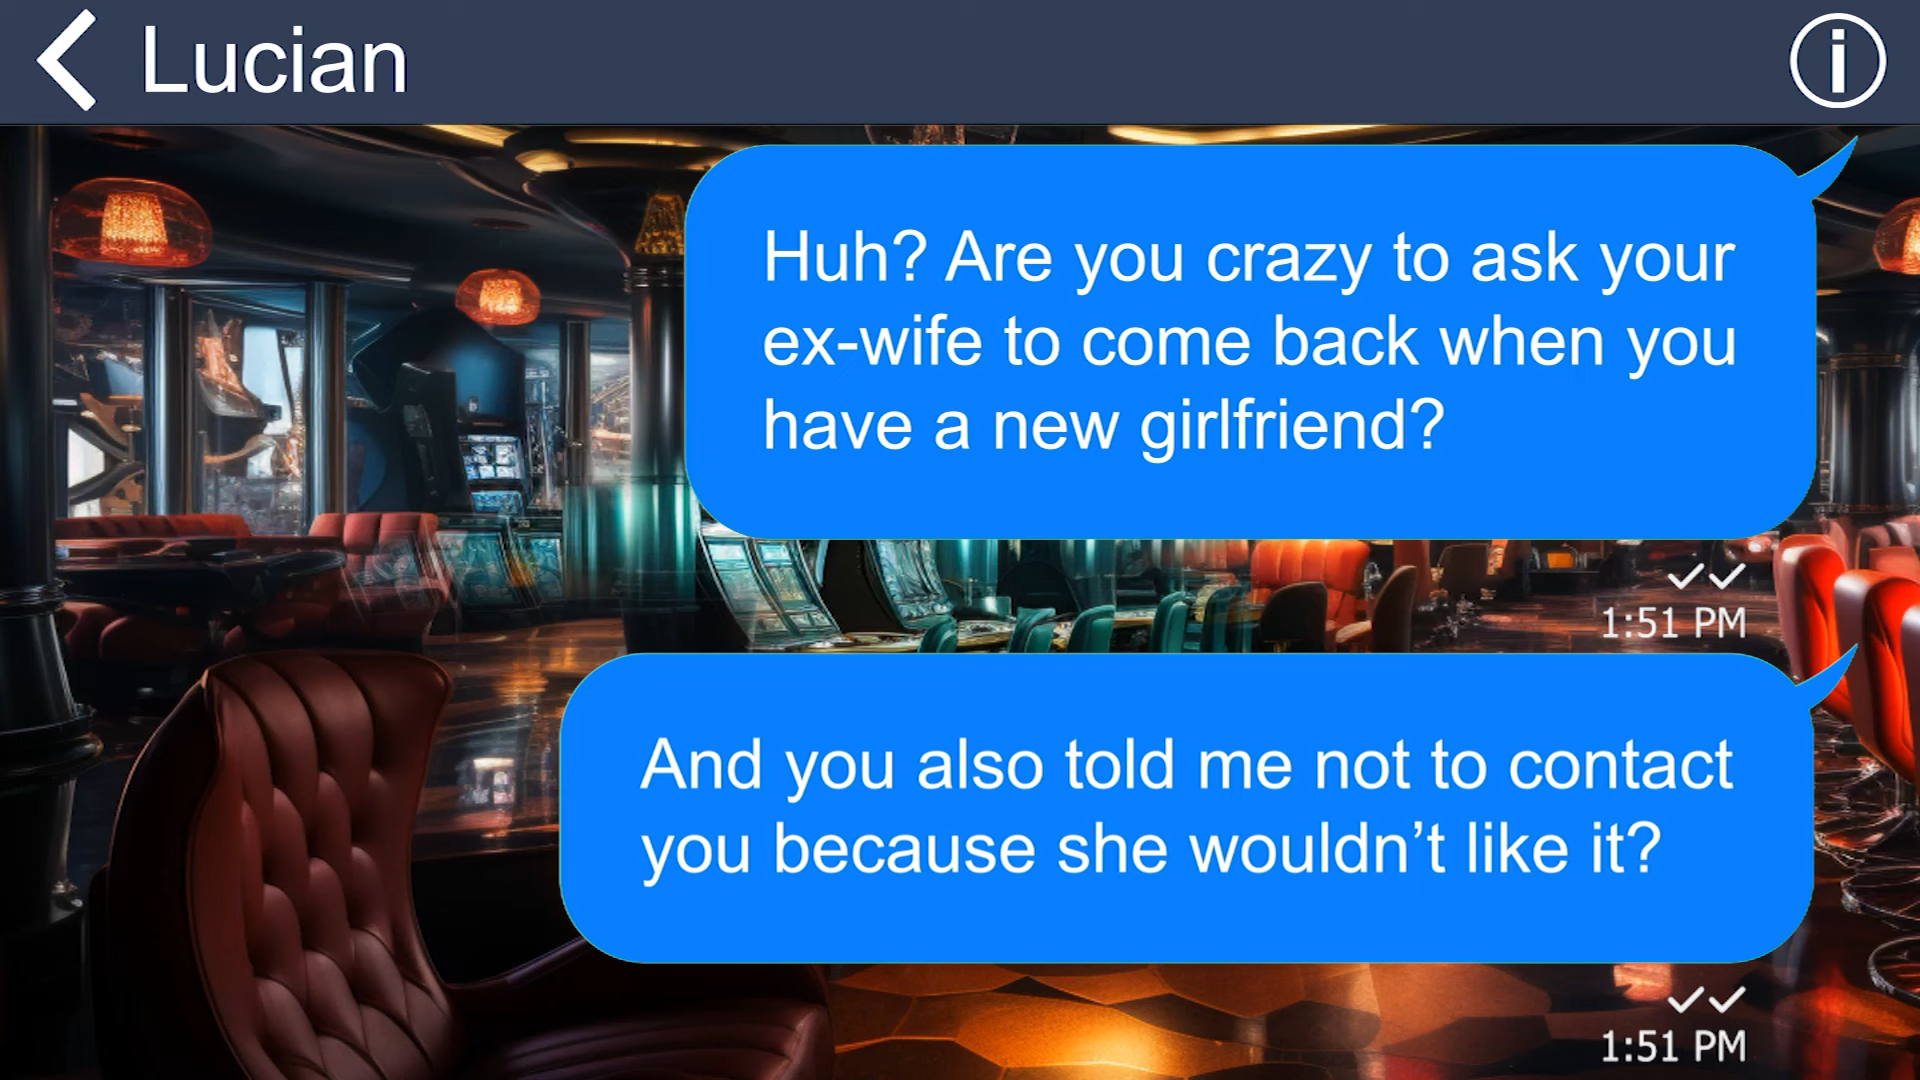 Lucian
Huh? Are you crazy to ask your
ex-wife to come back when you
have a new girlfriend?
1:51 PM
And you also told me not to contact
you because she wouldn’t like it?
1:51 PM